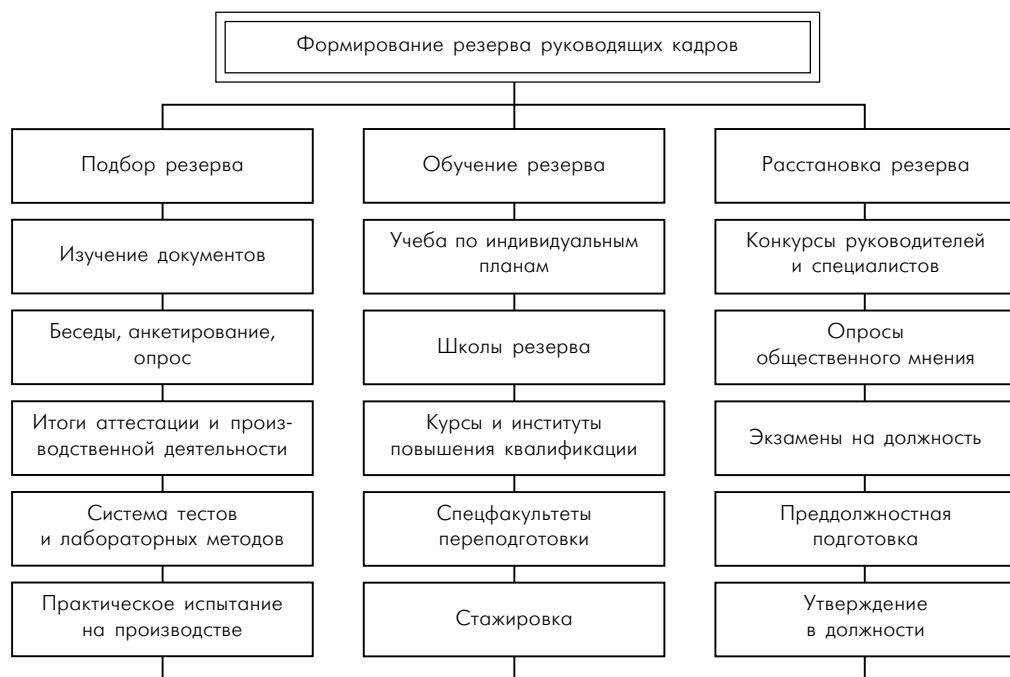 Формирование резерва руководящих кадров
Подбор резерва
Изучение документов
Беседы, анкетирование,
опрос
Итоги аттестации и произ-
водственной деятельности
Система тестов
и лабораторных методов
Практическое испытание
на производстве
Обучение резерва
Учеба по индивидуальным
планам
Школы резерва
Курсы и институты
повышения квалификации
Спецфакультеты
переподготовки
Стажировка
Расстановка резерва
Конкурсы руководителей
и специалистов
Опросы
общественного мнения
Экзамены на должность
Преддолжностная
подготовка
Утверждение
в должности